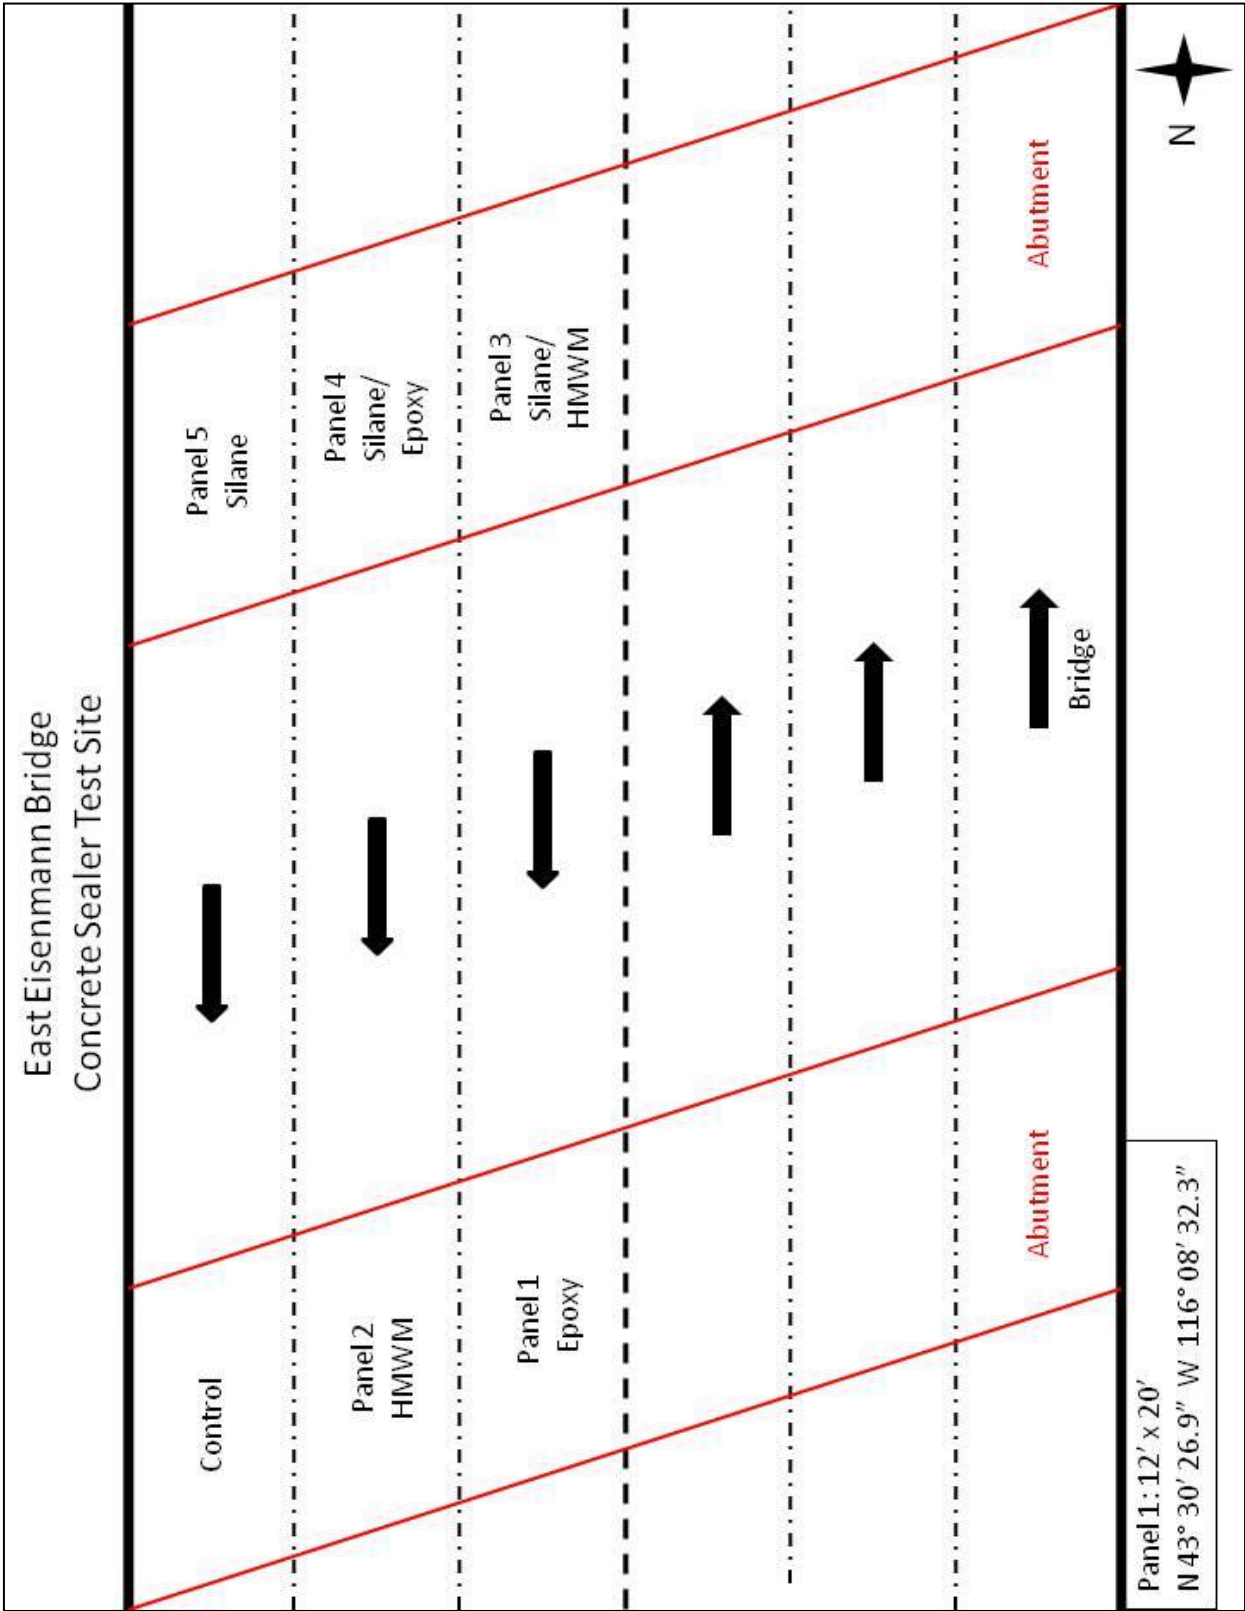 East Eisenmann Bridge
Concrete Sealer Test Site
Control
Panel 5
Silane
Panel 2
HMWM
Panel 4
Silane/
Epoxy
Panel 1
Epoxy
Panel 3
Silane/
HMWM
Abutment
Bridge
Abutment
Panel 1: 12’ x 20’
N 43° 30’ 26.9” W 116° 08’ 32.3”
N